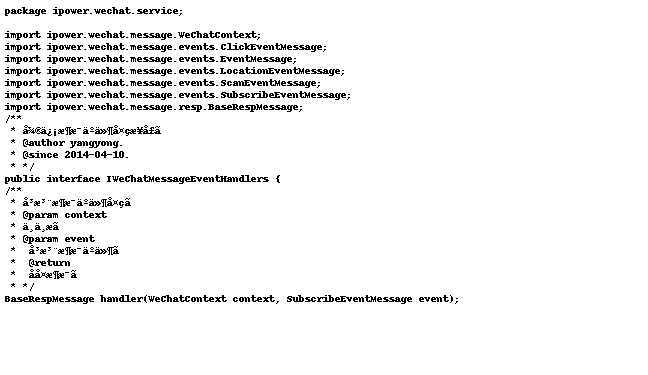 package ipower.wechat.service;
import ipower.wechat.message.WeChatContext;
import ipower.wechat.message.events.ClickEventMessage;
import ipower.wechat.message.events.EventMessage;
import ipower.wechat.message.events.LocationEventMessage;
import ipower.wechat.message.events.ScanEventMessage;
import ipower.wechat.message.events.SubscribeEventMessage;
import ipower.wechat.message.resp.BaseRespMessage;
/**
* å¾®ä¿¡æ¶æ¯äºä»¶å¤çæ¥å£ã
* @author yangyong.
* @since 2014-04-10.
* */
public interface IWeChatMessageEventHandlers {
/**
* å³æ³¨æ¶æ¯äºä»¶å¤çã
* @param context
* ä¸ä¸æã
* @param event
* å³æ³¨æ¶æ¯äºä»¶ã
* @return
* åå¤æ¶æ¯ã
* */
BaseRespMessage handler(WeChatContext context, SubscribeEventMessage event);